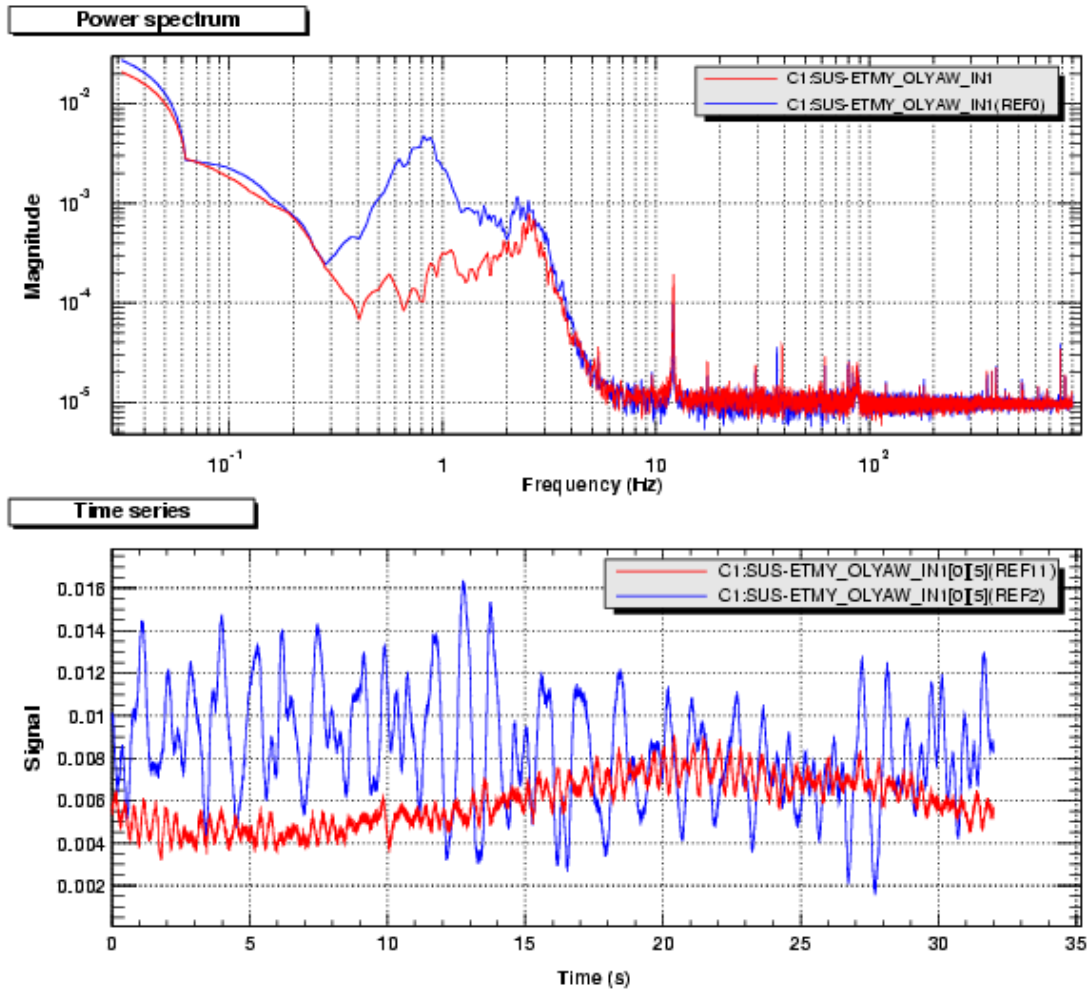 Power spectrum
C1:SUS-ETMY_OLYAW_IN1
C1:SUS-ETMY_OLYAW_IN1(REF0)
10⁻²
10⁻³
10⁻⁴
10⁻⁵
Magnitude
10⁻¹ 1 10 10²
Frequency (Hz)
Time series
C1:SUS-ETMY_OLYAW_IN1[0][5](REF11)
C1:SUS-ETMY_OLYAW_IN1[0][5](REF2)
0.016
0.014
0.012
0.01
0.008
0.006
0.004
0.002
Signal
0 5 10 15 20 25 30 35
Time (s)